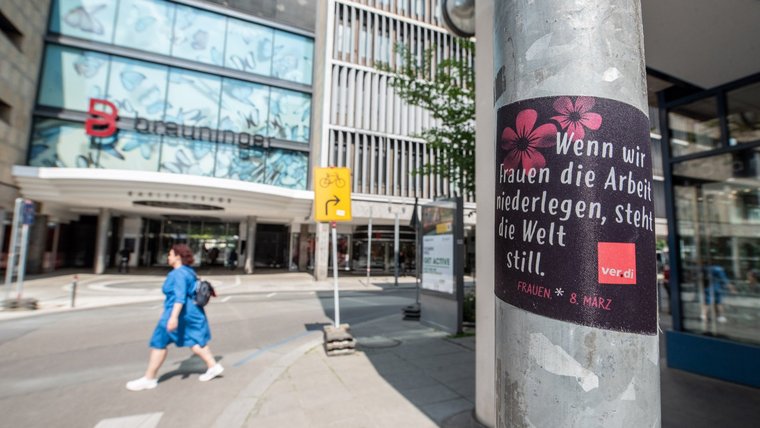 B
Breuninger
Wenn wir
Frauen die Arbeit
niederlegen, steht
die Welt
still.
ver.di
FRAUEN,* 8. MÄRZ